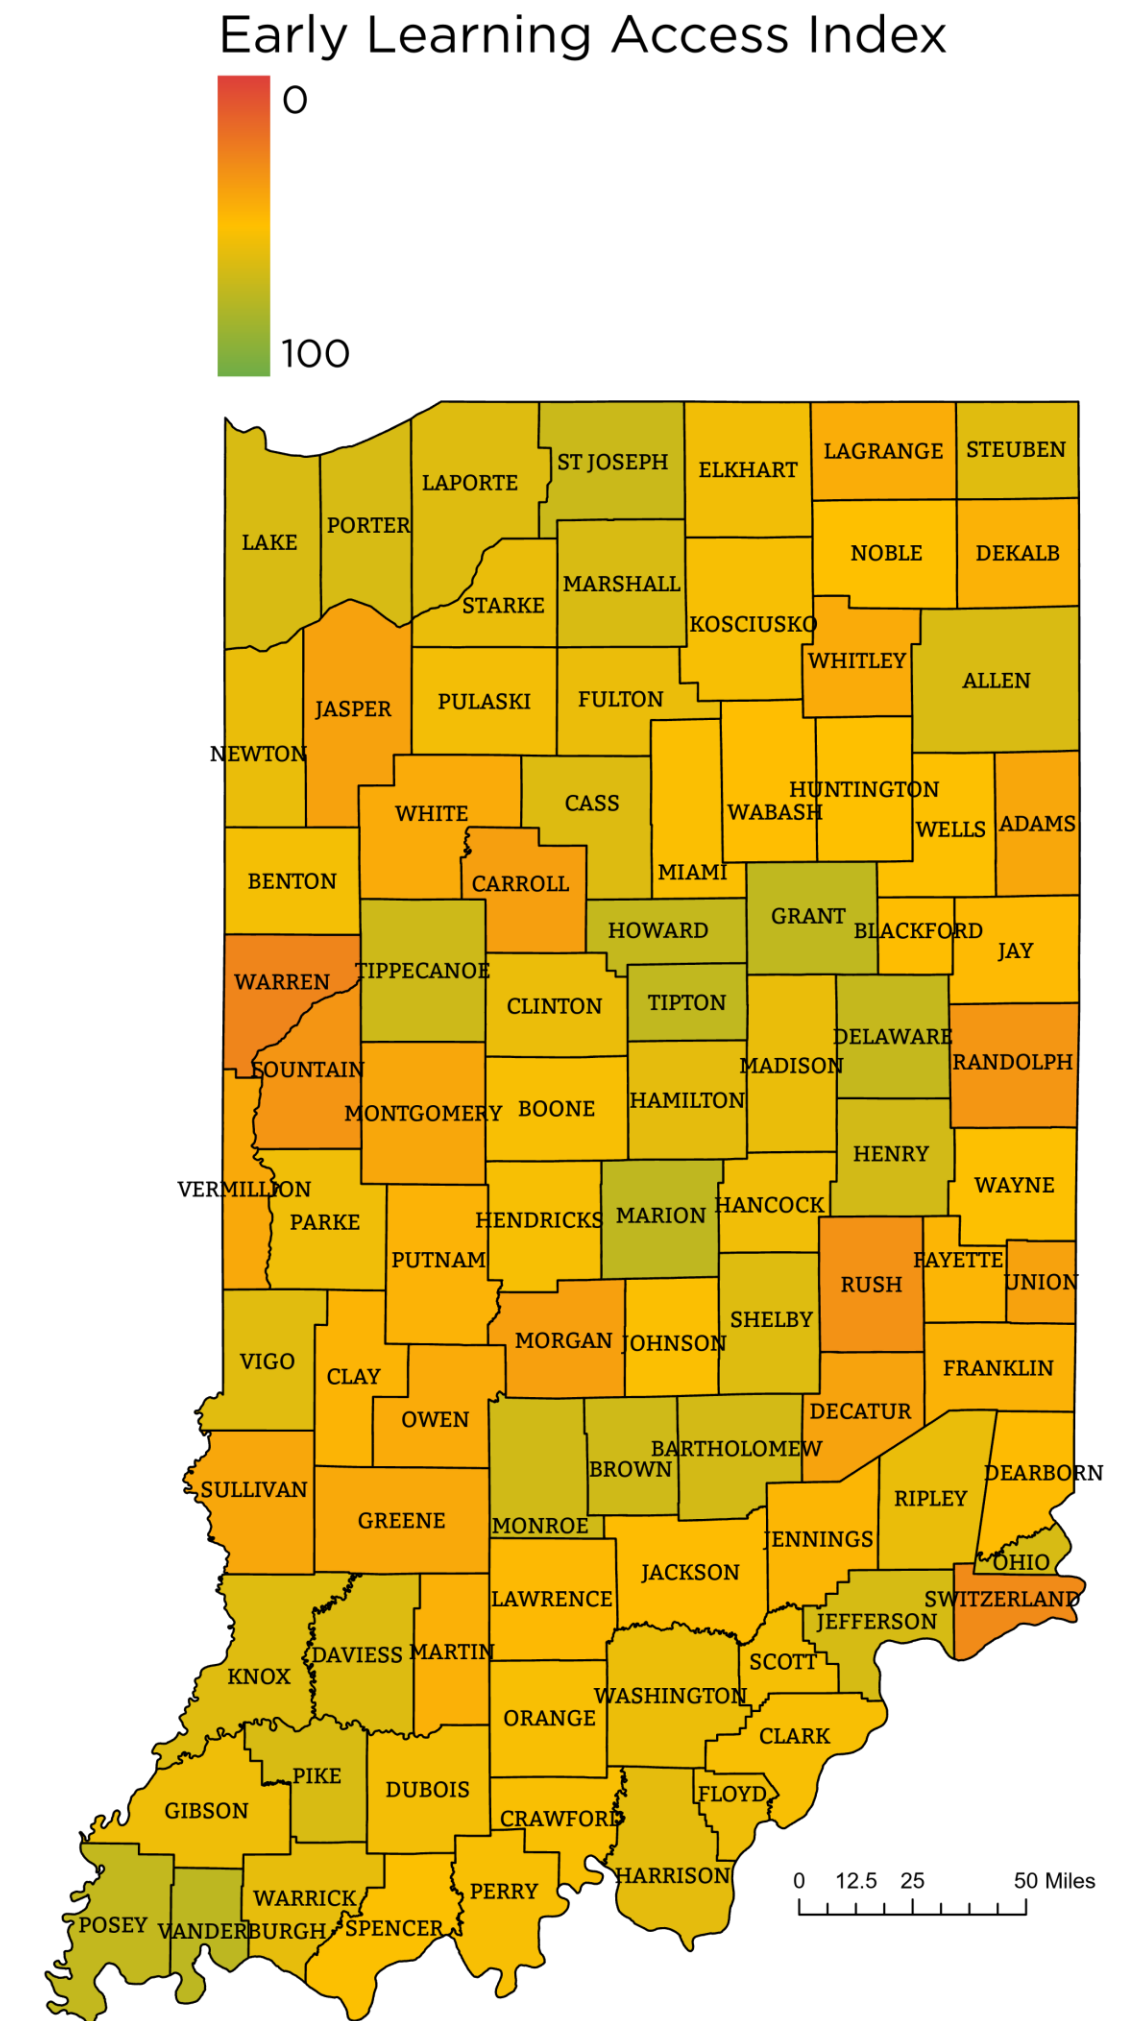 Early Learning Access Index
0
100
ST JOSEPH
LAGRANGE
STEUBEN
LAPORTE
ELKHART
PORTER
LAKE
NOBLE
DEKALB
MARSHALL
STARKE
KOSCIUSKO
WHITLEY
ALLEN
JASPER
PULASKI
FULTON
NEWTON
HUNTINGTON
WHITE
CASS
WABASH
WELLS
ADAMS
MIAMI
BENTON
CARROLL
GRANT
HOWARD
BLACKFORD
JAY
WARREN
TIPPECANOE
CLINTON
TIPTON
DELAWARE
FOUNTAIN
MADISON
RANDOLPH
MONTGOMERY
BOONE
HAMILTON
HENRY
VERMILLION
WAYNE
PARKE
HENDRICKS
MARION
HANCOCK
PUTNAM
FAYETTE
RUSH
UNION
SHELBY
MORGAN
JOHNSON
VIGO
CLAY
FRANKLIN
OWEN
DECATUR
BARTHOLOMEW
BROWN
DEARBORN
SULLIVAN
RIPLEY
GREENE
MONROE
JENNINGS
JACKSON
OHIO
LAWRENCE
SWITZERLAND
JEFFERSON
DAVIESS
MARTIN
SCOTT
KNOX
WASHINGTON
ORANGE
CLARK
PIKE
DUBOIS
FLOYD
GIBSON
CRAWFORD
HARRISON
PERRY
WARRICK
POSEY
VANDERBURGH
SPENCER
0 12.5 25 50 Miles